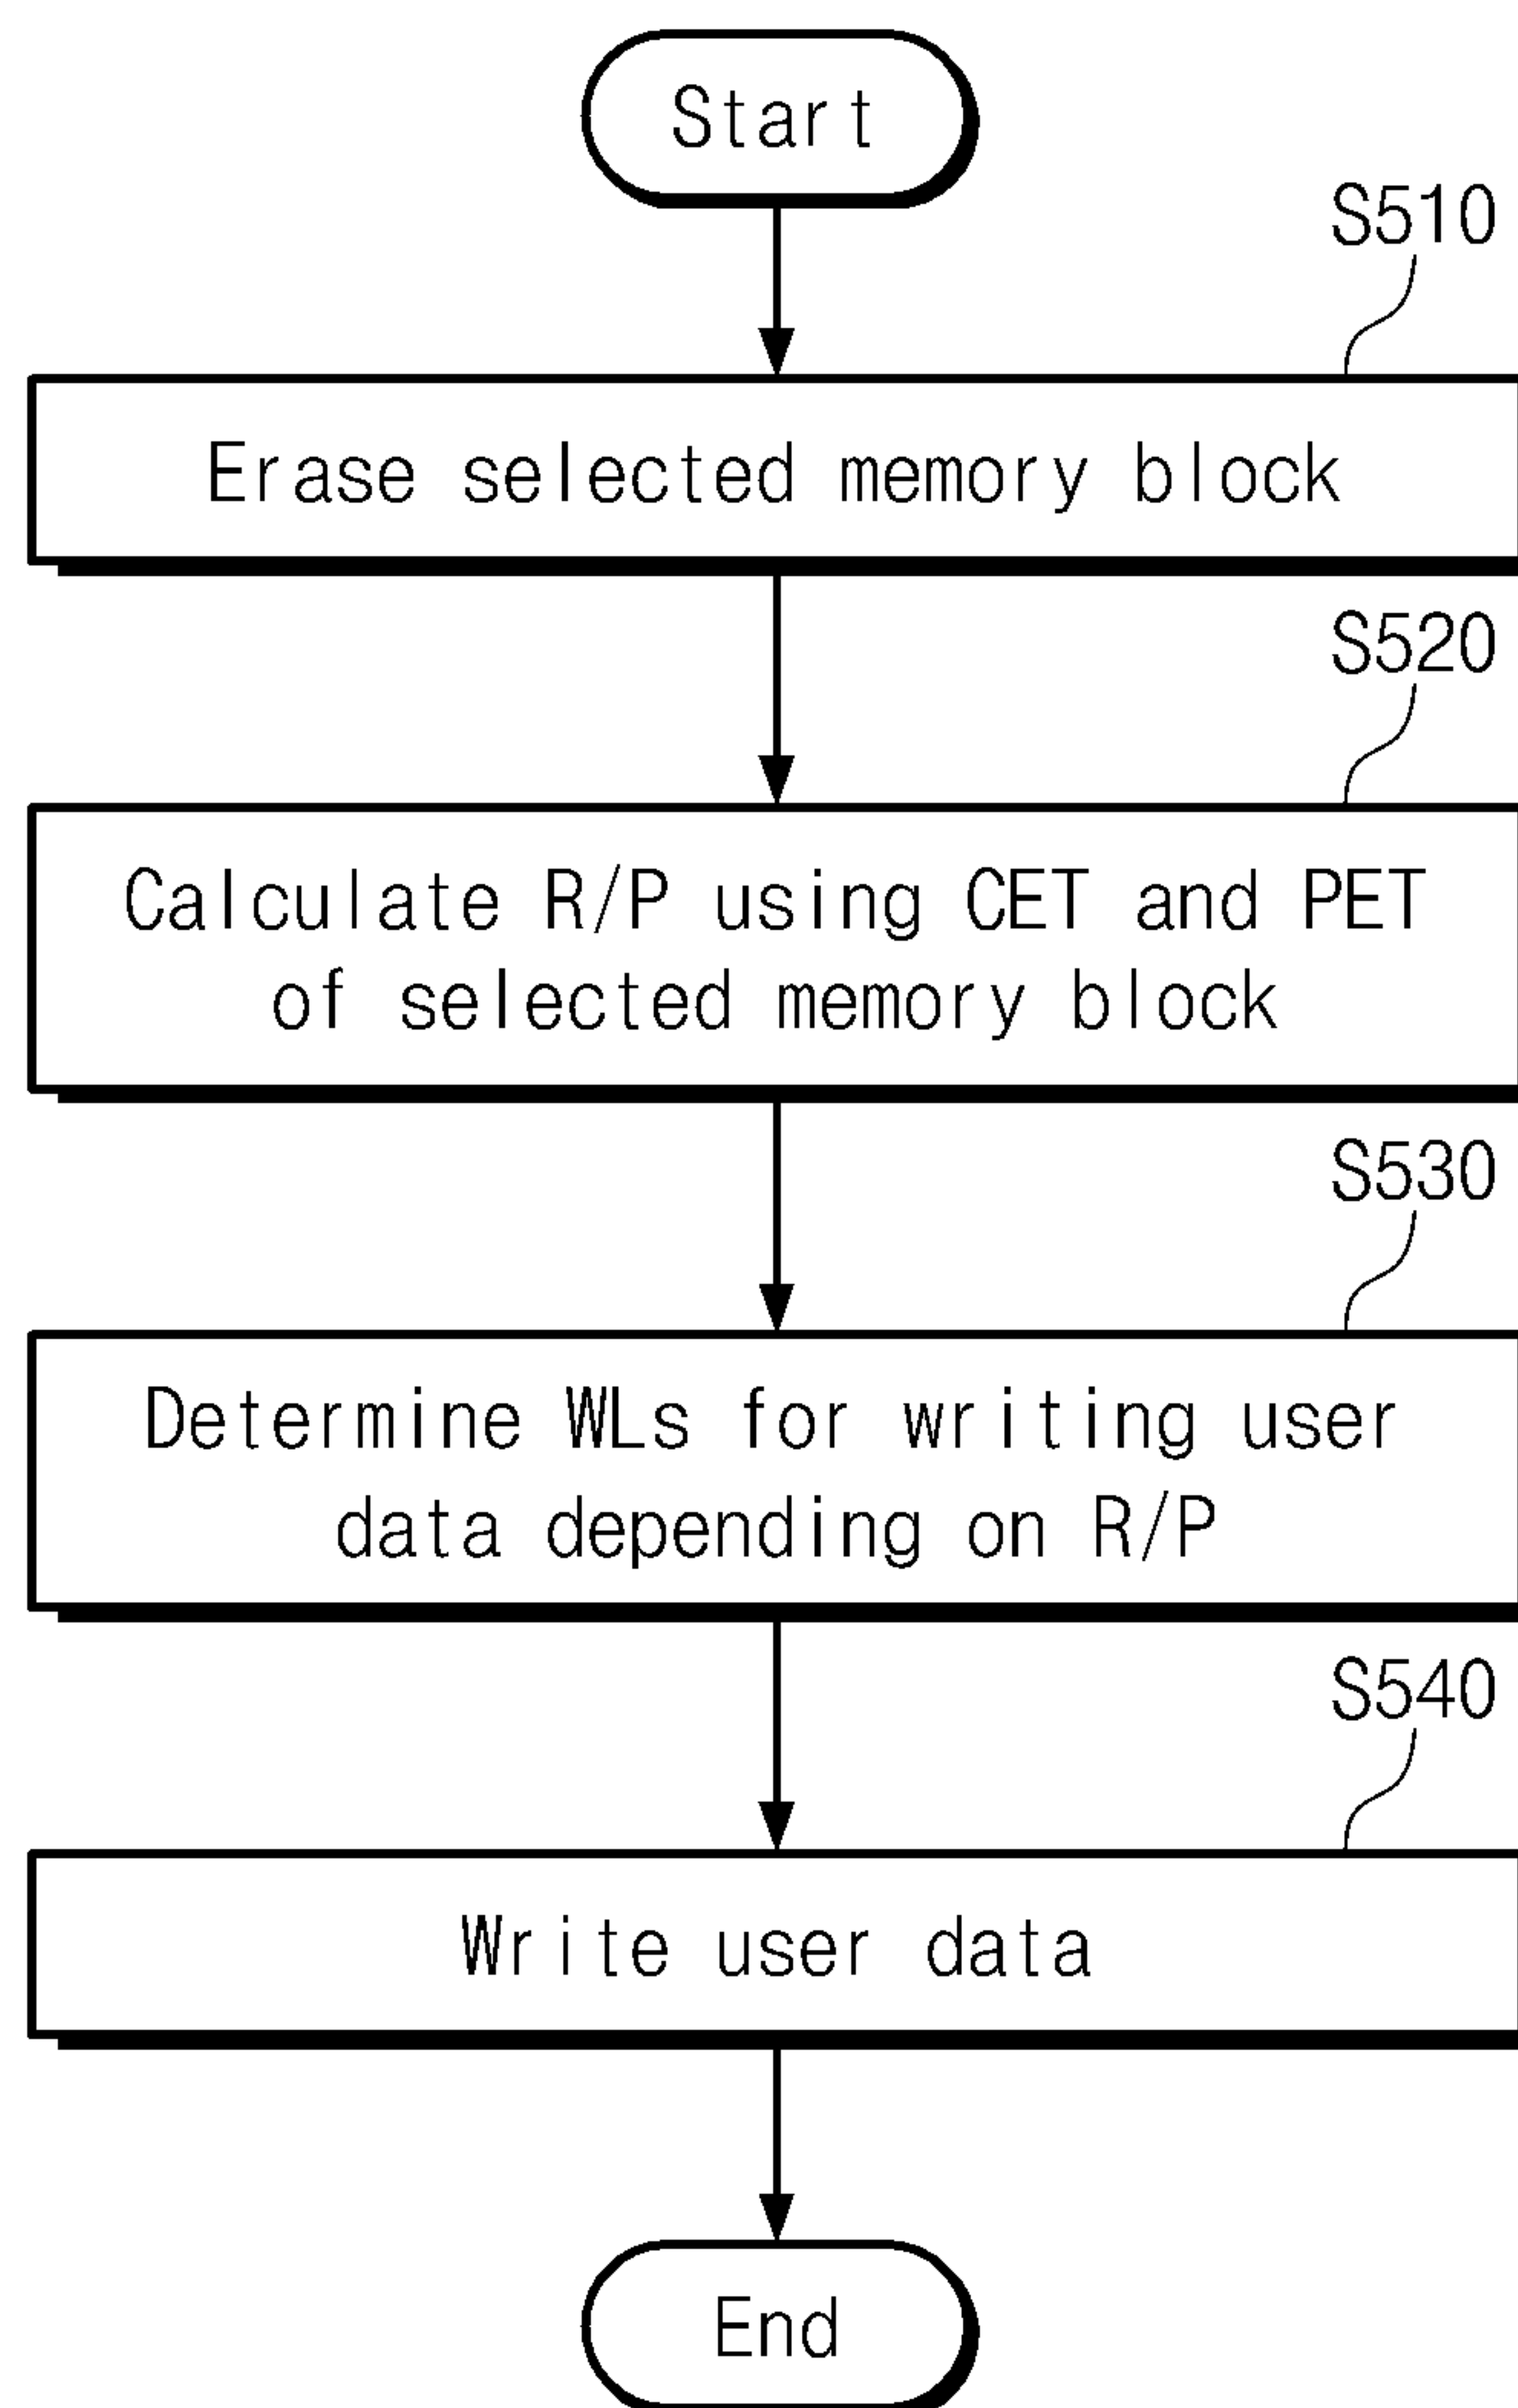 Start
S510
Erase selected memory block
S520
Calculate R/P using CET and PET
of selected memory block
S530
Determine WLs for writing user
data depending on R/P
S540
Write user data
End